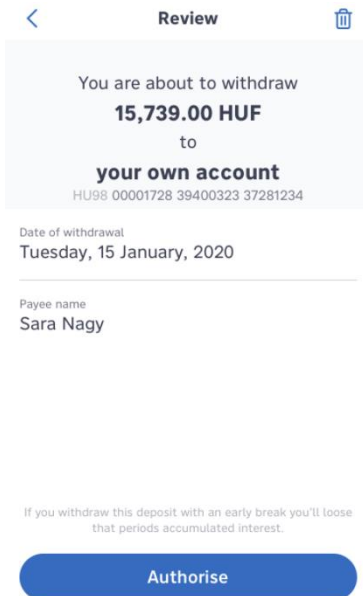 Review
You are about to withdraw
15,739.00 HUF
to
your own account
HU98 00001728 39400323 37281234
Date of withdrawal
Tuesday, 15 January, 2020
Payee name
Sara Nagy
If you withdraw this deposit with an early break you'll loose
that periods accumulated interest.
Authorise